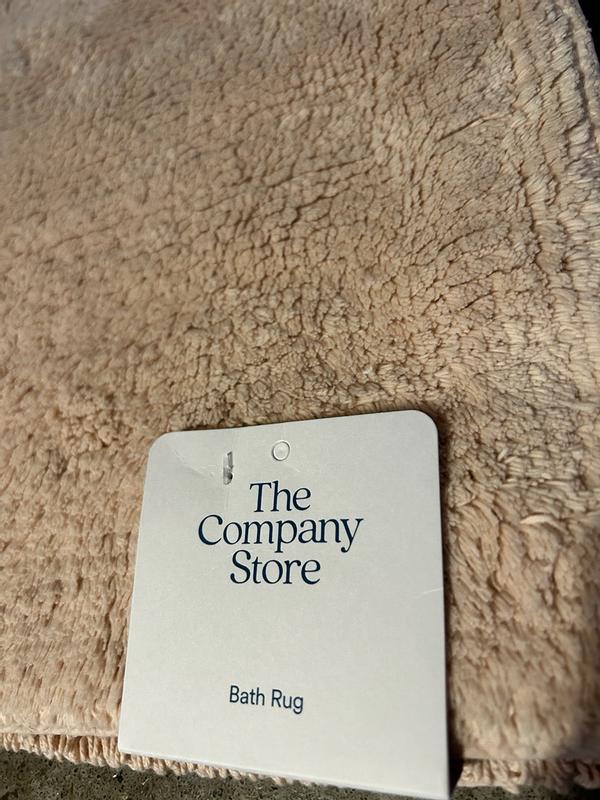 The
Company
Store
Bath Rug